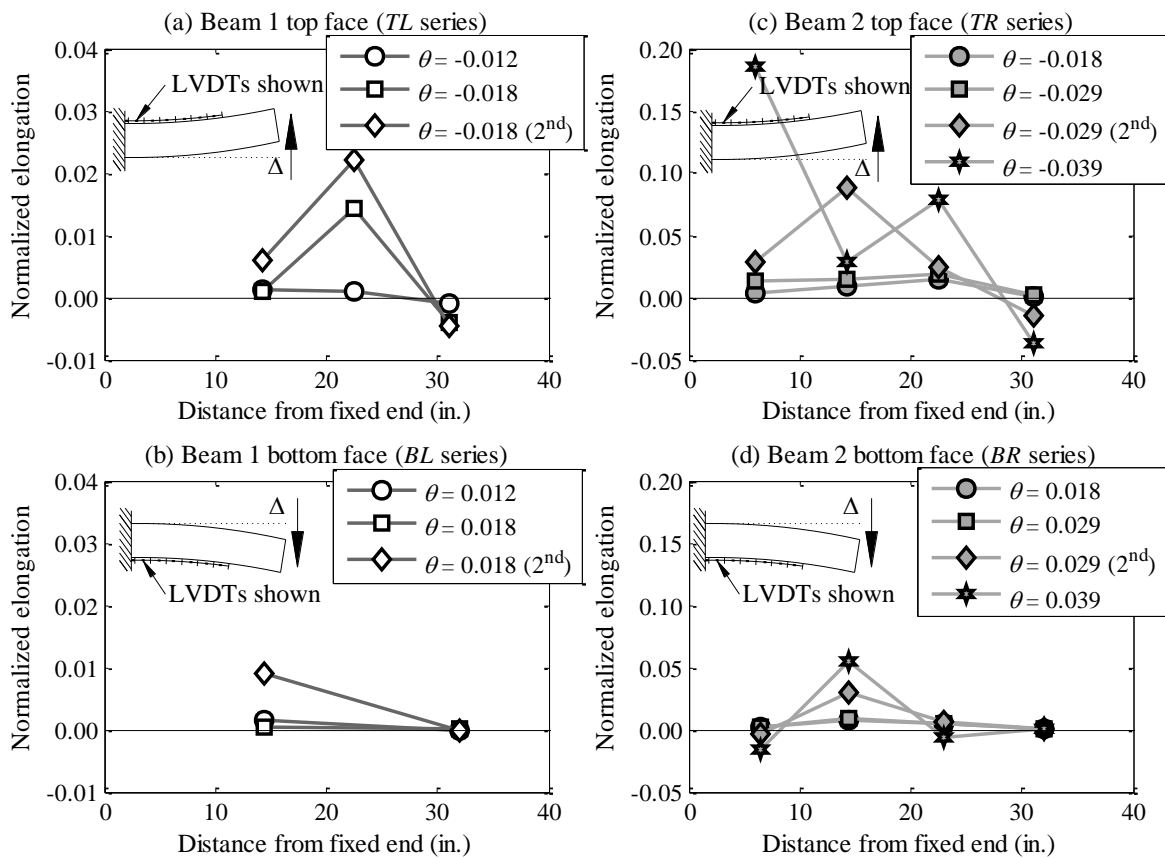 (a) Beam 1 top face (TL series)
0.04
0.03
0.02
0.01
0.00
-0.01
Normalized elongation
LVDTs shown
Δ
θ = -0.012
θ = -0.018
θ = -0.018 (2nd)
0 10 20 30 40
Distance from fixed end (in.)
(c) Beam 2 top face (TR series)
0.20
0.15
0.10
0.05
0.00
-0.05
Normalized elongation
LVDTs shown
Δ
θ = -0.018
θ = -0.029
θ = -0.029 (2nd)
θ = -0.039
0 10 20 30 40
Distance from fixed end (in.)
(b) Beam 1 bottom face (BL series)
0.04
0.03
0.02
0.01
0.00
-0.01
Normalized elongation
Δ
LVDTs shown
θ = 0.012
θ = 0.018
θ = 0.018 (2nd)
0 10 20 30 40
Distance from fixed end (in.)
(d) Beam 2 bottom face (BR series)
0.20
0.15
0.10
0.05
0.00
-0.05
Normalized elongation
Δ
LVDTs shown
θ = 0.018
θ = 0.029
θ = 0.029 (2nd)
θ = 0.039
0 10 20 30 40
Distance from fixed end (in.)